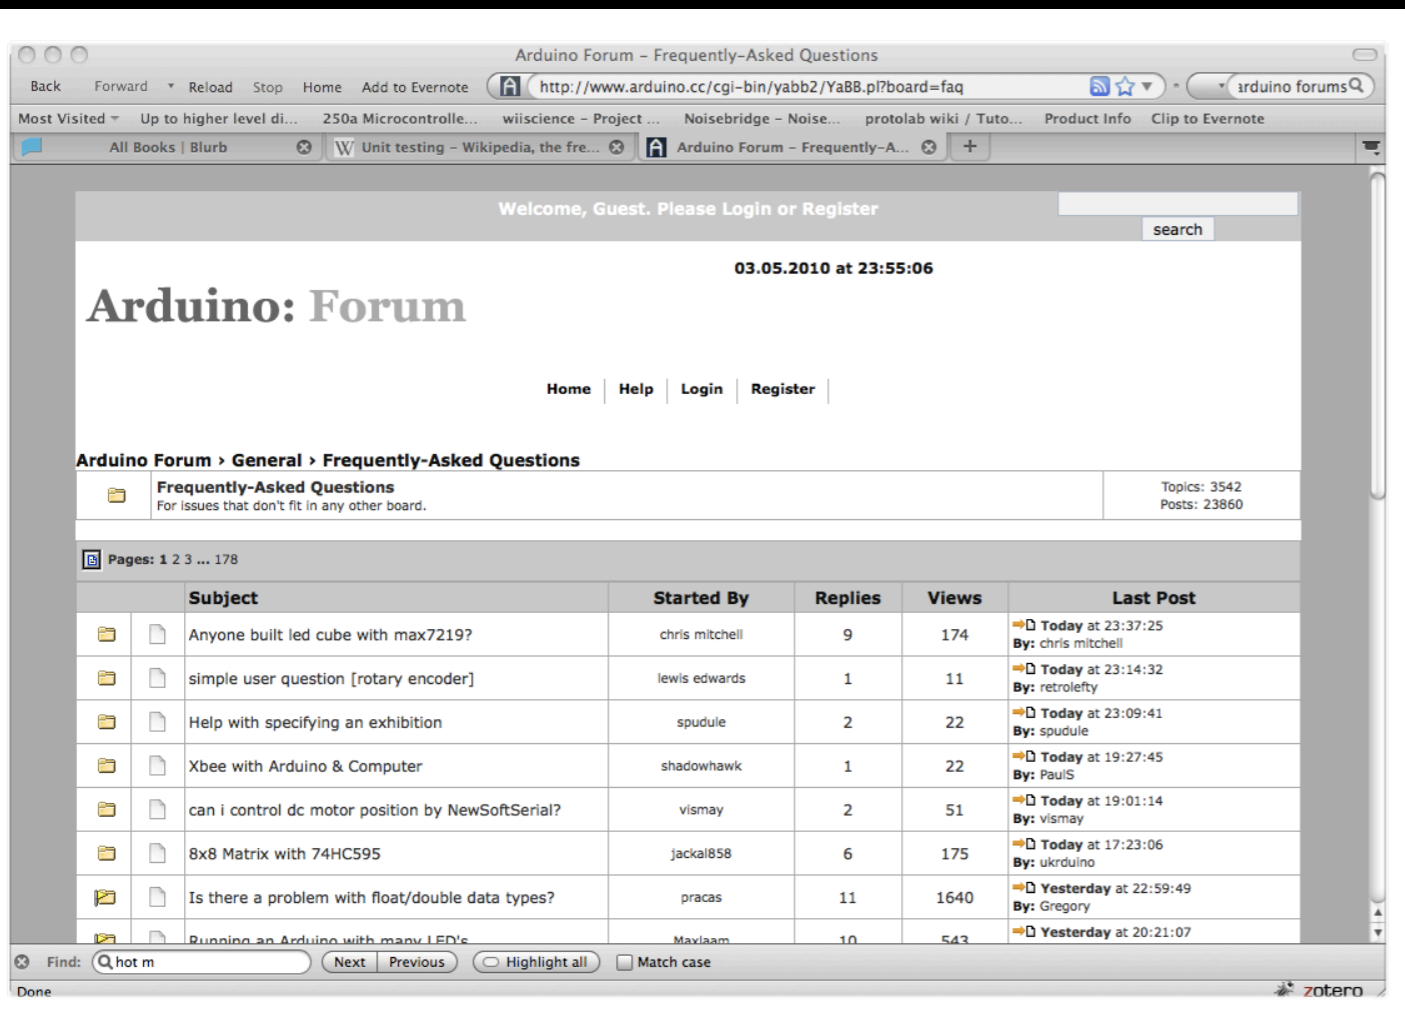 Arduino Forum – Frequently-Asked Questions
Back Forward Reload Stop Home Add to Evernote http://www.arduino.cc/cgi-bin/yabb2/YaBB.pl?board=faq arduino forums
Most Visited Up to higher level di... 250a Microcontrolle... wiiscience – Project ... Noisebridge – Noise... protolab wiki / Tuto... Product Info Clip to Evernote
All Books | Blurb W Unit testing – Wikipedia, the fre... A Arduino Forum – Frequently-A... +
Welcome, Guest. Please Login or Register
search
03.05.2010 at 23:55:06
Arduino: Forum
Home Help Login Register
Arduino Forum › General › Frequently-Asked Questions
Frequently-Asked Questions Topics: 3542
For issues that don't fit in any other board. Posts: 23860
Pages: 1 2 3 ... 178
Subject Started By Replies Views Last Post
Anyone built led cube with max7219? chris mitchell 9 174 Today at 23:37:25
By: chris mitchell
simple user question [rotary encoder] lewis edwards 1 11 Today at 23:14:32
By: retrolefty
Help with specifying an exhibition spudule 2 22 Today at 23:09:41
By: spudule
Xbee with Arduino & Computer shadowhawk 1 22 Today at 19:27:45
By: PaulS
can i control dc motor position by NewSoftSerial? vismay 2 51 Today at 19:01:14
By: vismay
8x8 Matrix with 74HC595 jackal858 6 175 Today at 17:23:06
By: ukrduino
Is there a problem with float/double data types? pracas 11 1640 Yesterday at 22:59:49
By: Gregory
Running an Arduino with many LED's Maxlaam 10 543 Yesterday at 20:21:07
Find: hot m Next Previous Highlight all Match case
Done zotero